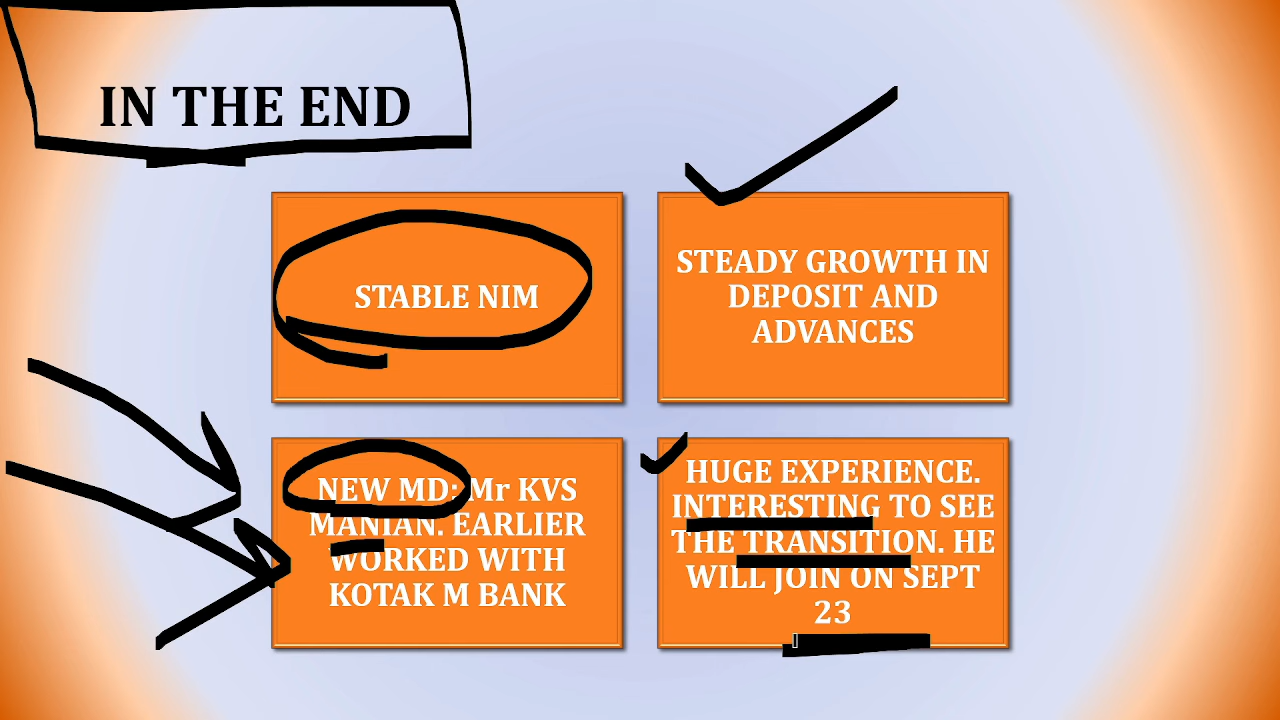 IN THE END
STABLE NIM
STEADY GROWTH IN
DEPOSIT AND
ADVANCES
NEW MD: Mr KVS
MANIAN. EARLIER
WORKED WITH
KOTAK M BANK
HUGE EXPERIENCE.
INTERESTING TO SEE
THE TRANSITION. HE
WILL JOIN ON SEPT
23